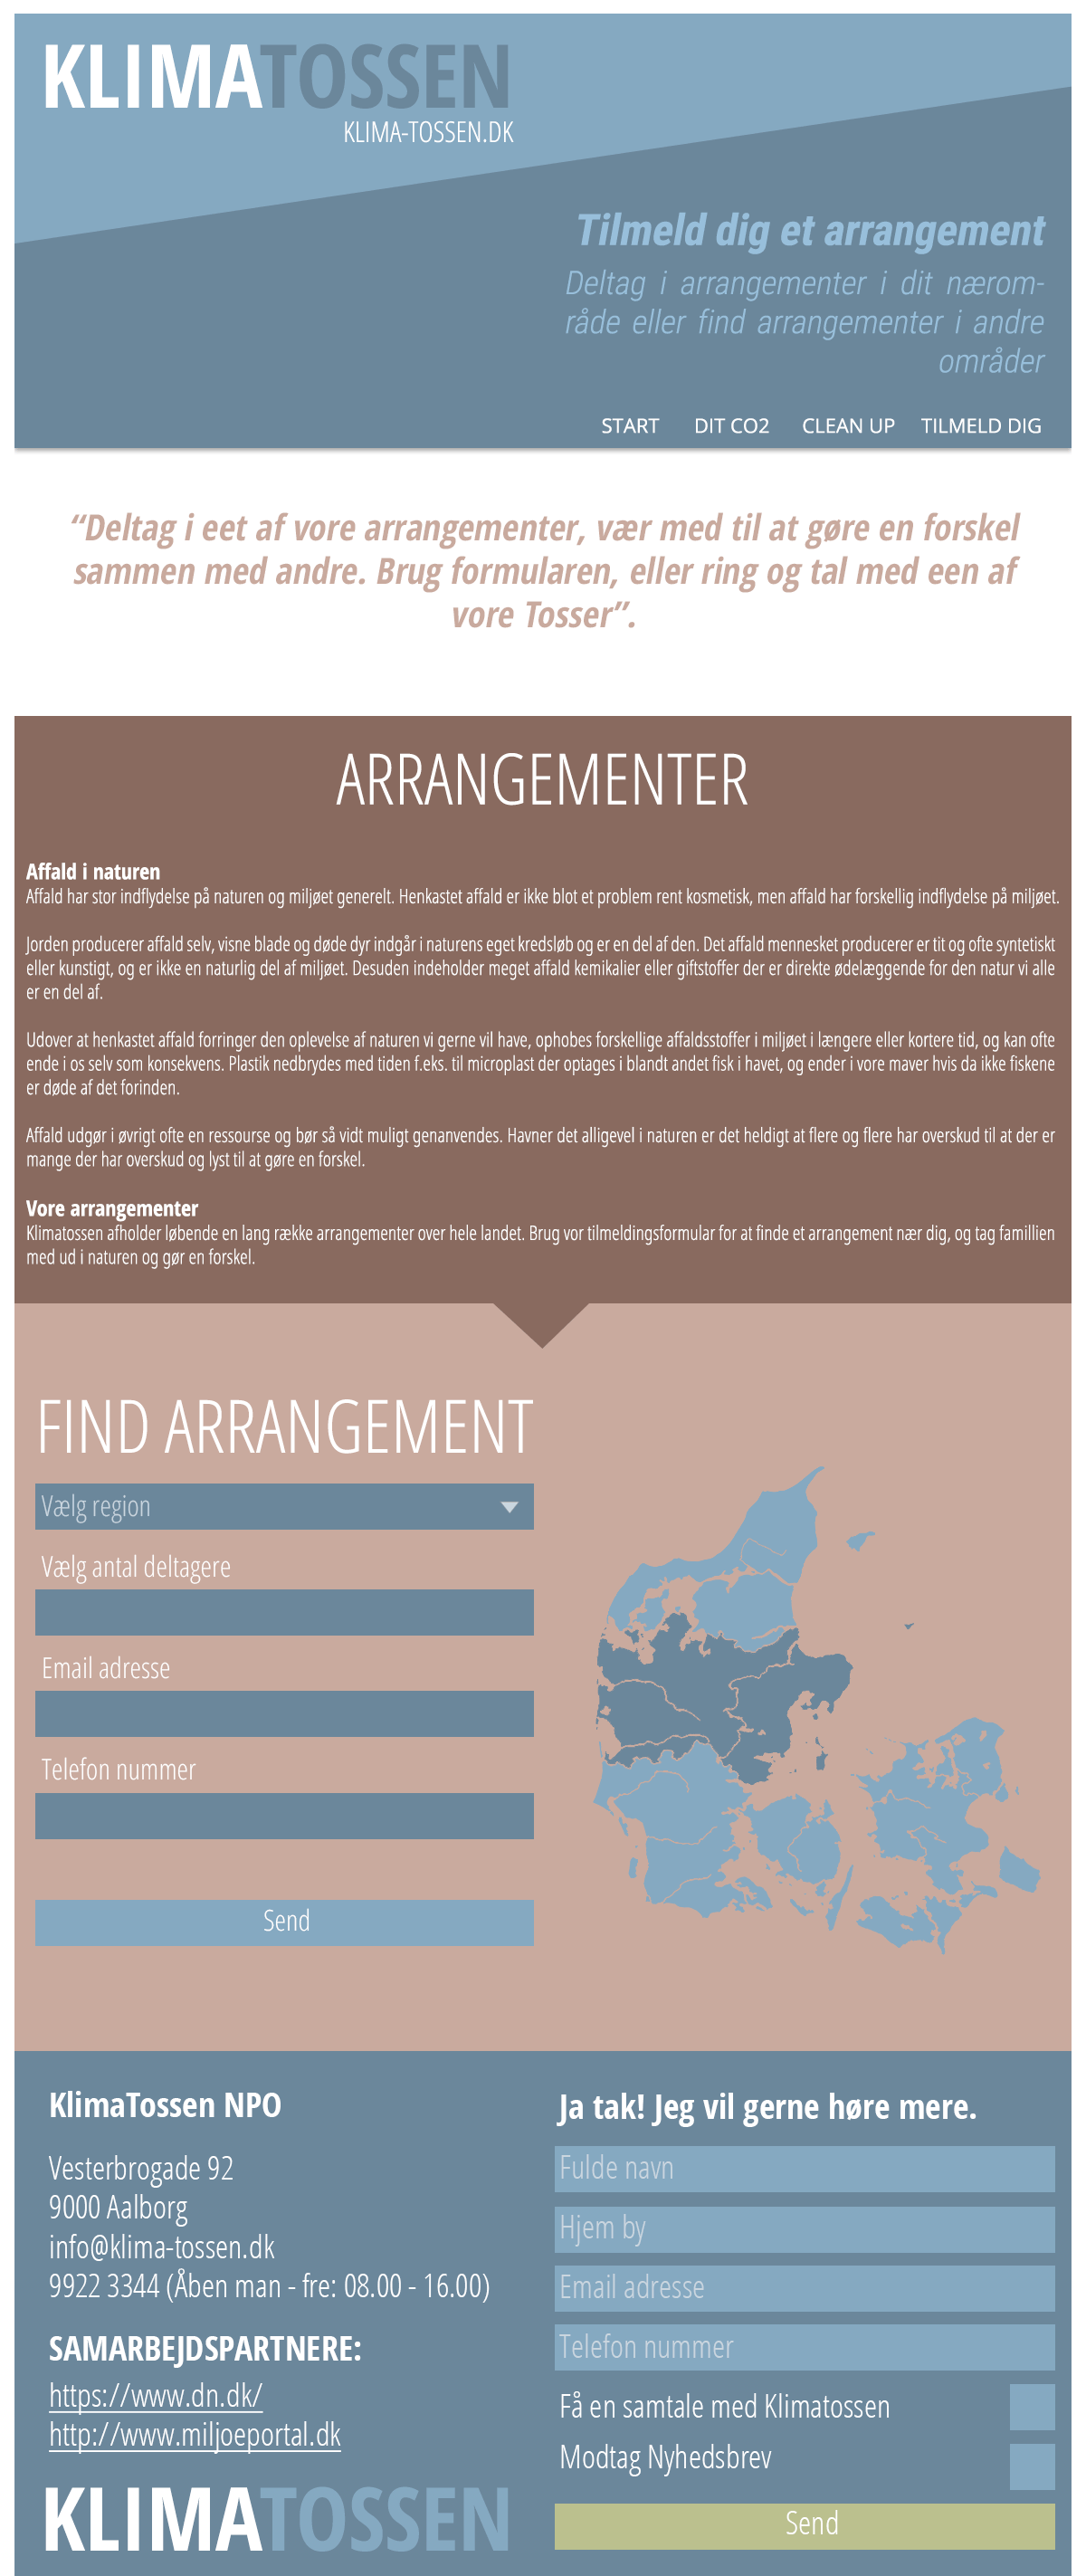 KLIMATOSSEN
KLIMA-TOSSEN.DK
Tilmeld dig et arrangement
Deltag i arrangementer i dit nærom-
råde eller find arrangementer i andre
områder
START DIT CO2 CLEAN UP TILMELD DIG
“Deltag i eet af vore arrangementer, vær med til at gøre en forskel
sammen med andre. Brug formularen, eller ring og tal med een af
vore Tosser”.
ARRANGEMENTER
Affald i naturen
Affald har stor indflydelse på naturen og miljøet generelt. Henkastet affald er ikke blot et problem rent kosmetisk, men affald har forskellig indflydelse på miljøet.
Jorden producerer affald selv, visne blade og døde dyr indgår i naturens eget kredsløb og er en del af den. Det affald mennesket producerer er tit og ofte syntetiskt
eller kunstigt, og er ikke en naturlig del af miljøet. Desuden indeholder meget affald kemikalier eller giftstoffer der er direkte ødelæggende for den natur vi alle
er en del af.
Udover at henkastet affald forringer den oplevelse af naturen vi gerne vil have, ophobes forskellige affaldsstoffer i miljøet i længere eller kortere tid, og kan ofte
ende i os selv som konsekvens. Plastik nedbrydes med tiden f.eks. til microplast der optages i blandt andet fisk i havet, og ender i vore maver hvis da ikke fiskene
er døde af det forinden.
Affald udgør i øvrigt ofte en ressourse og bør så vidt muligt genanvendes. Havner det alligevel i naturen er det heldigt at flere og flere har overskud til at der er
mange der har overskud og lyst til at gøre en forskel.
Vore arrangementer
Klimatossen afholder løbende en lang række arrangementer over hele landet. Brug vor tilmeldingsformular for at finde et arrangement nær dig, og tag famillien
med ud i naturen og gør en forskel.
FIND ARRANGEMENT
Vælg region
Vælg antal deltagere
Email adresse
Telefon nummer
Send
KlimaTossen NPO
Vesterbrogade 92
9000 Aalborg
info@klima-tossen.dk
9922 3344 (Åben man - fre: 08.00 - 16.00)
SAMARBEJDSPARTNERE:
https://www.dn.dk/
http://www.miljoeportal.dk
KLIMATOSSEN
Ja tak! Jeg vil gerne høre mere.
Fulde navn
Hjem by
Email adresse
Telefon nummer
Få en samtale med Klimatossen
Modtag Nyhedsbrev
Send